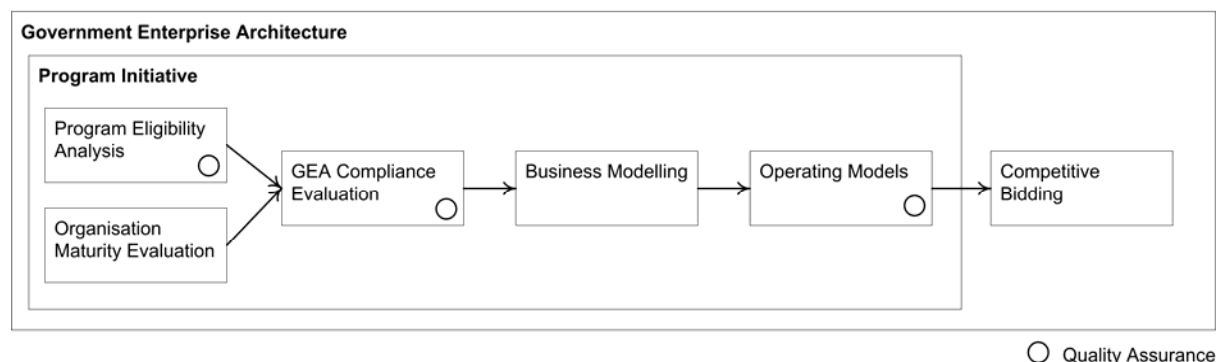 Government Enterprise Architecture
Program Initiative
Program Eligibility
Analysis
Organisation
Maturity Evaluation
GEA Compliance
Evaluation
Business Modelling
Operating Models
Competitive
Bidding
Quality Assurance